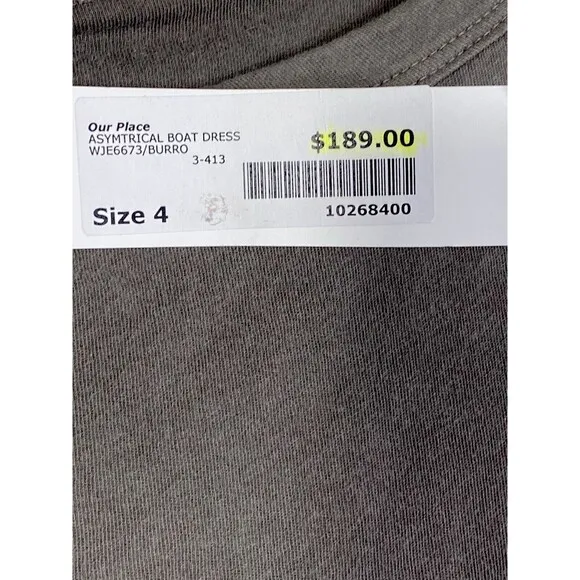 Our Place
ASYMTRICAL BOAT DRESS
WJE6673/BURRO
3-413
$189.00
Size 4
10268400